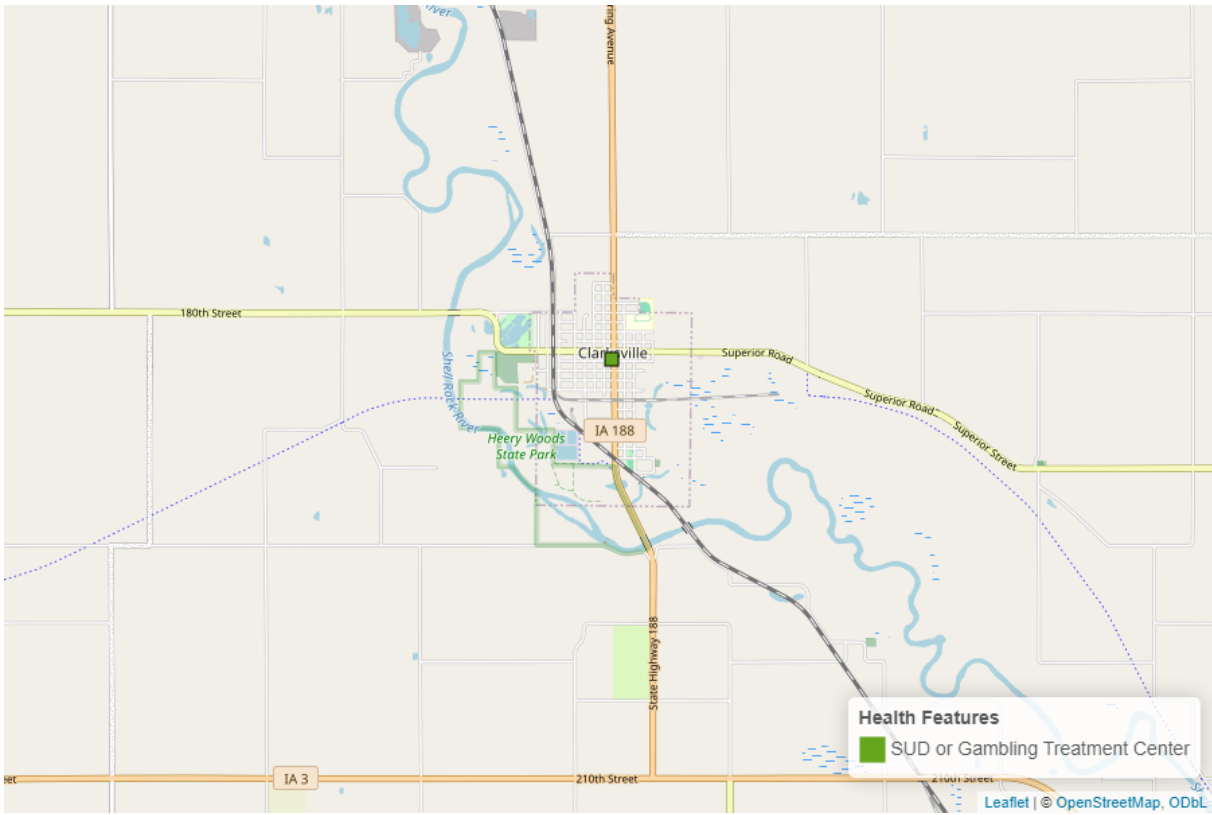 River
ring Avenue
180th Street
Clarksville
Superior Road
Superior Road
Superior Street
Shell Rock River
IA 188
Heery Woods
State Park
State Highway 188
Health Features
SUD or Gambling Treatment Center
eet
IA 3
210th Street
210th Street
Leaflet | © OpenStreetMap, ODbL